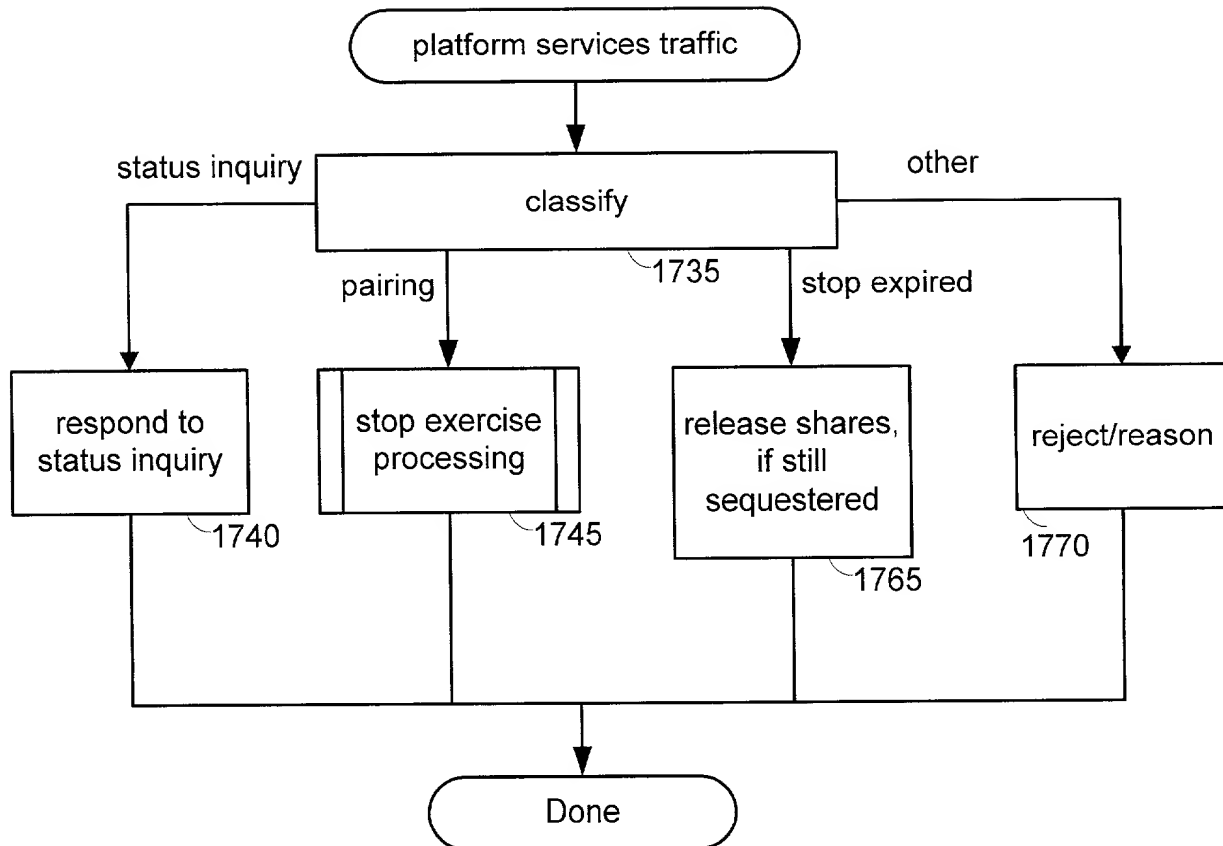 platform services traffic
status inquiry
other
classify
1735
pairing
stop expired
respond to
status inquiry
1740
stop exercise
processing
1745
release shares,
if still
sequestered
1765
reject/reason
1770
Done